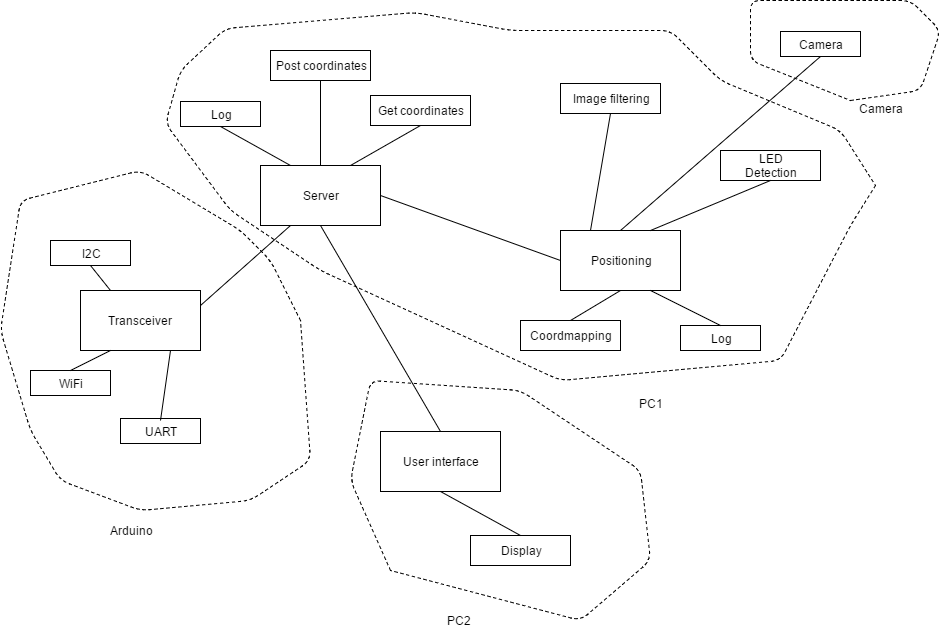 Camera
Camera
Post coordinates
Log
Get coordinates
Image filtering
LED
Detection
Server
Positioning
I2C
Transceiver
Coordmapping
Log
WiFi
UART
PC1
User interface
Arduino
Display
PC2